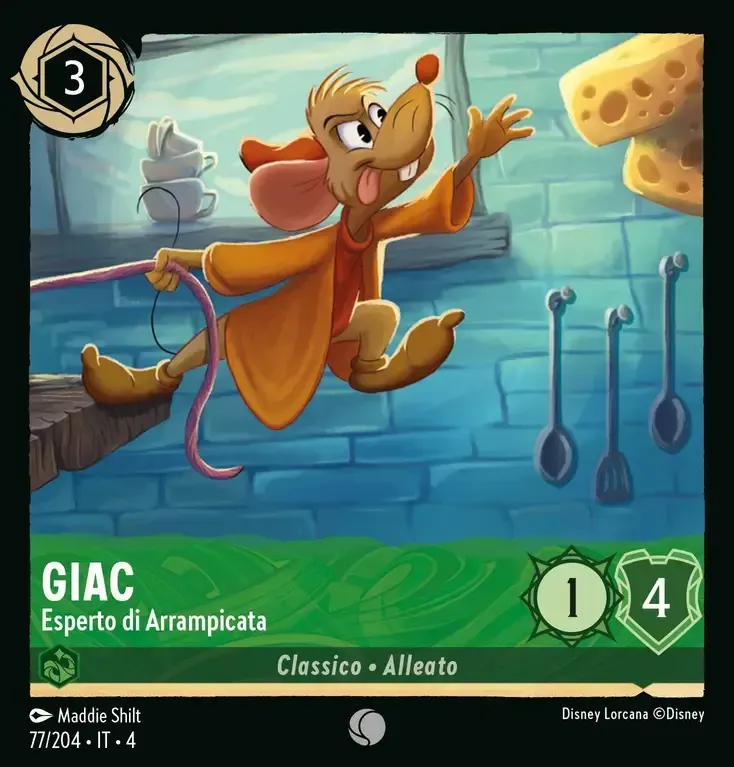 3
GIAC
Esperto di Arrampicata
1
4
Classico • Alleato
Maddie Shilt
Disney Lorcana ©Disney
77/204 • IT • 4